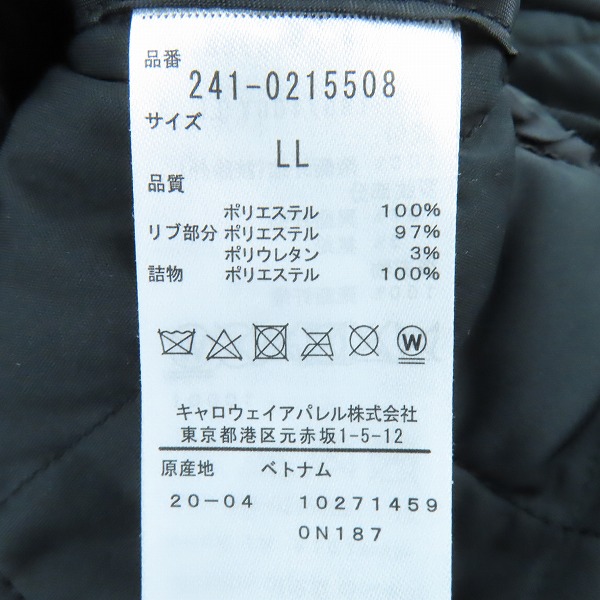 品番
241-0215508
サイズ
LL
品質
ポリエステル 100%
リブ部分 ポリエステル 97%
ポリウレタン 3%
詰物 ポリエステル 100%
W
キャロウェイアパレル株式会社
東京都港区元赤坂1-5-12
原産地 ベトナム
20-04 10271459
0N187